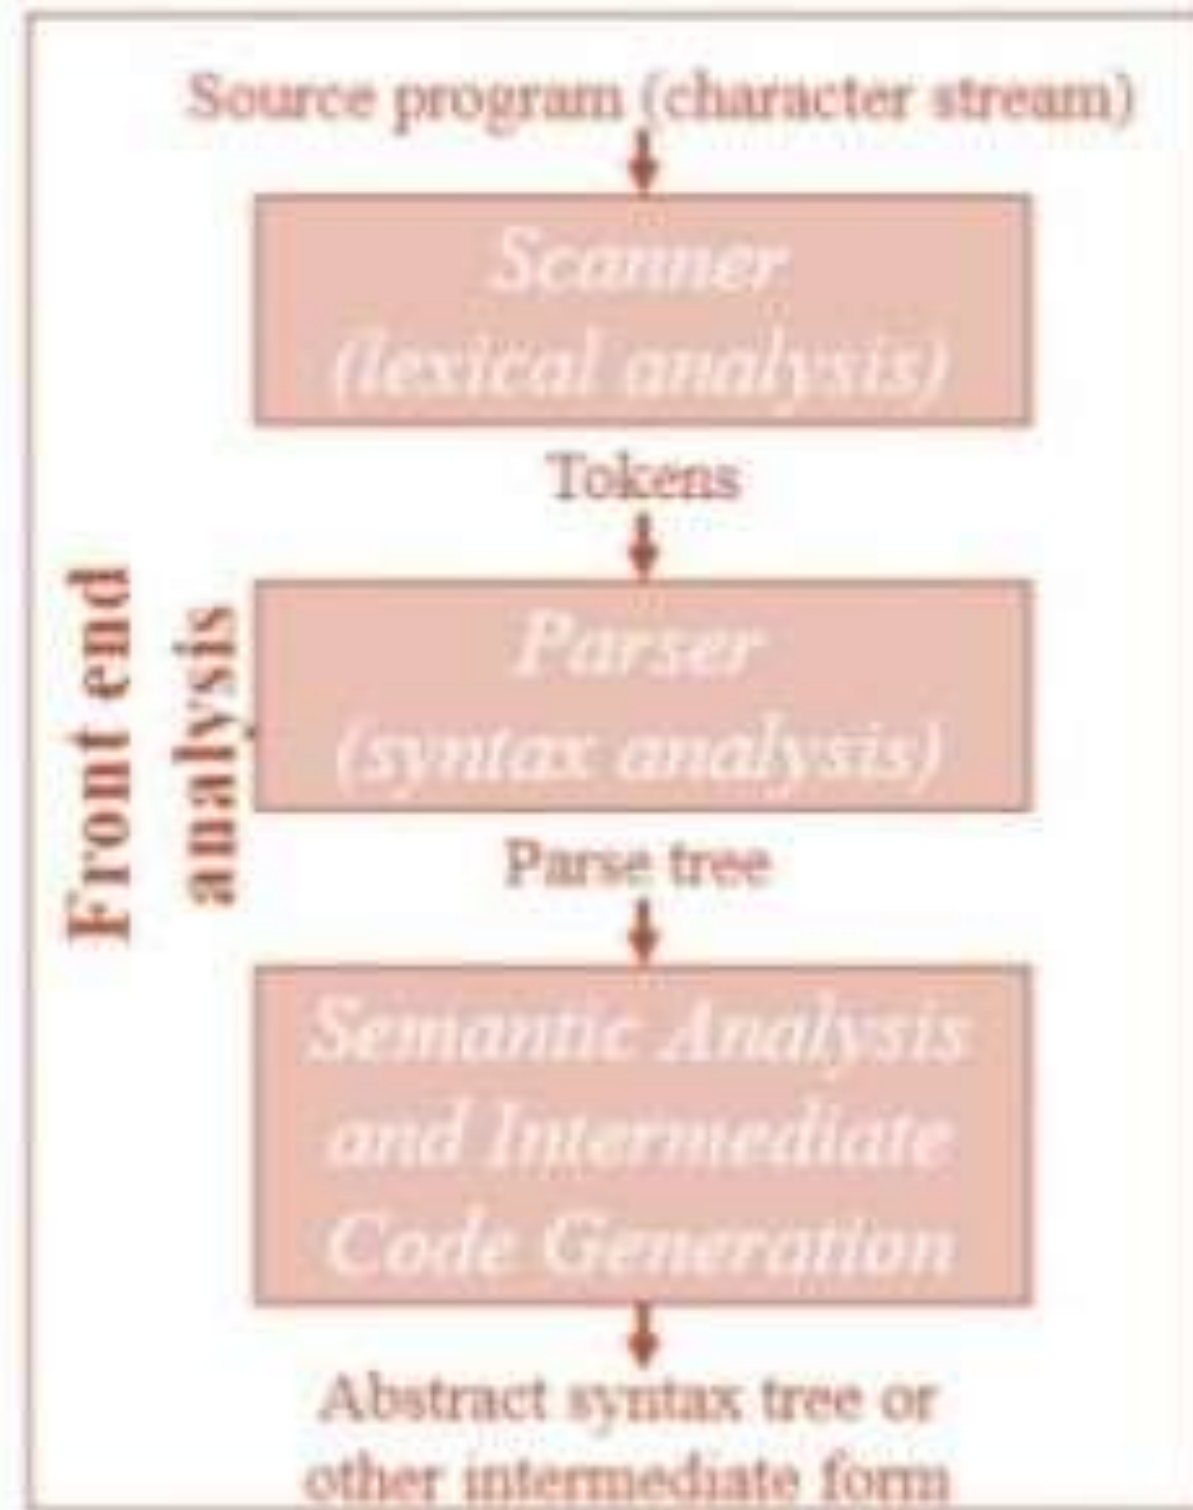 Source program (character stream)
Scanner
(lexical analysis)
Tokens
Front end
analysis
Parser
(syntax analysis)
Parse tree
Semantic Analysis
and Intermediate
Code Generation
Abstract syntax tree or
other intermediate form